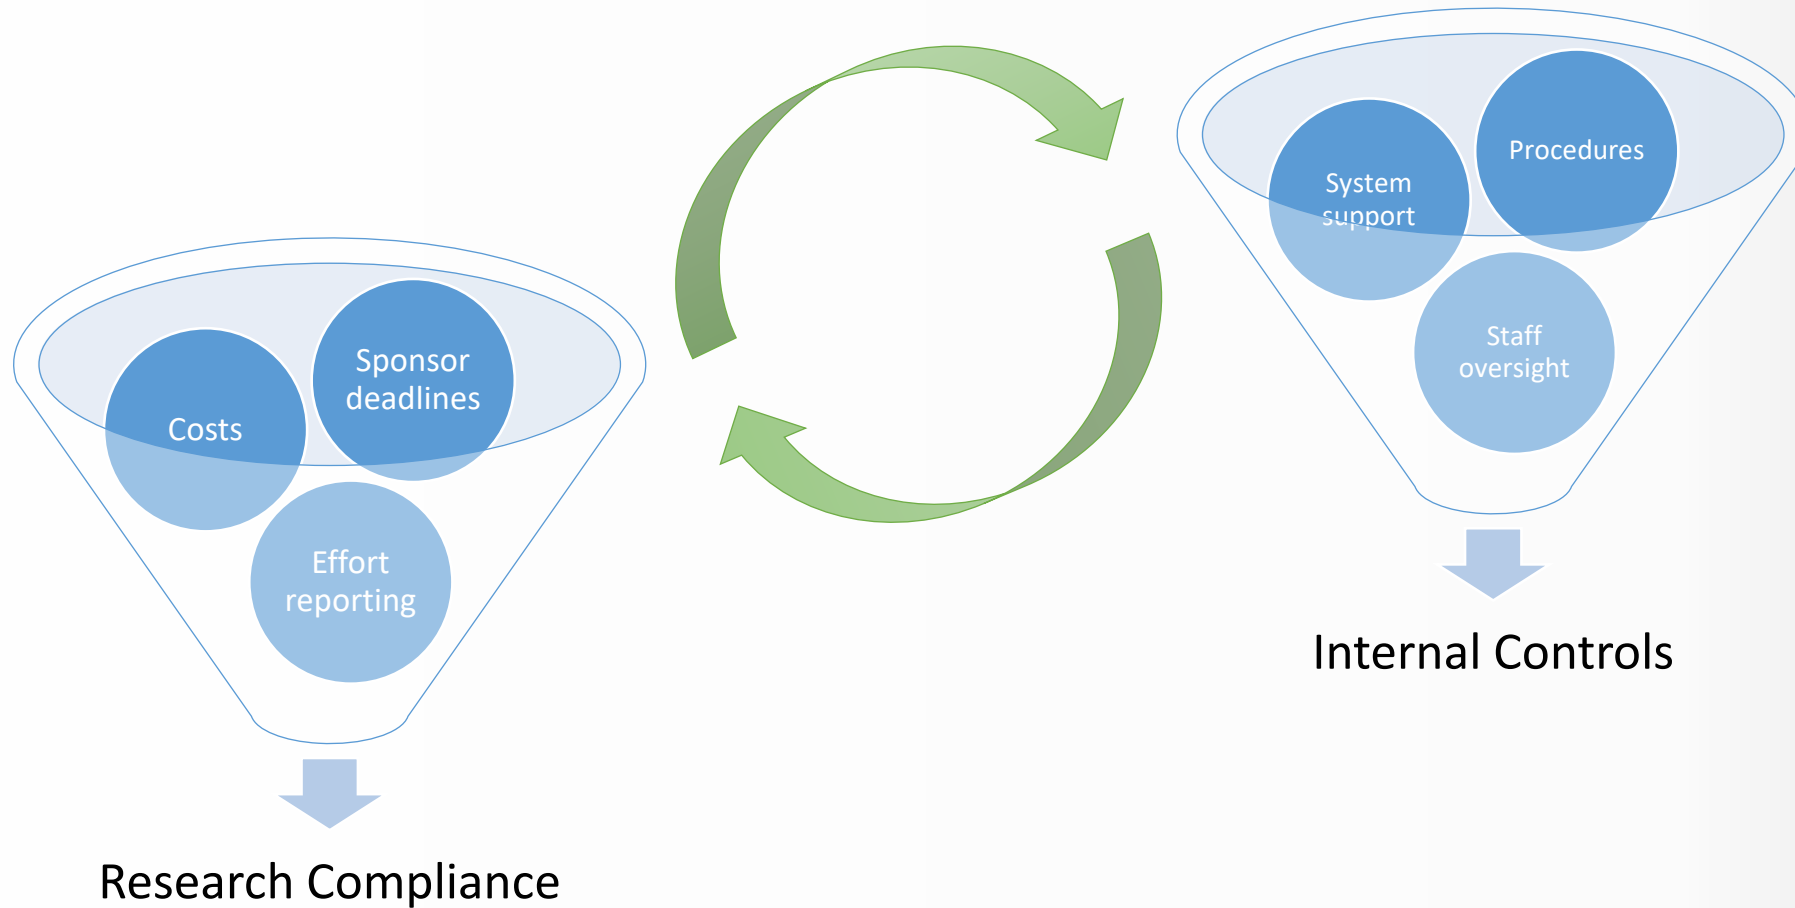 Costs
Sponsor
deadlines
Effort
reporting
Research Compliance
System
support
Procedures
Staff
oversight
Internal Controls